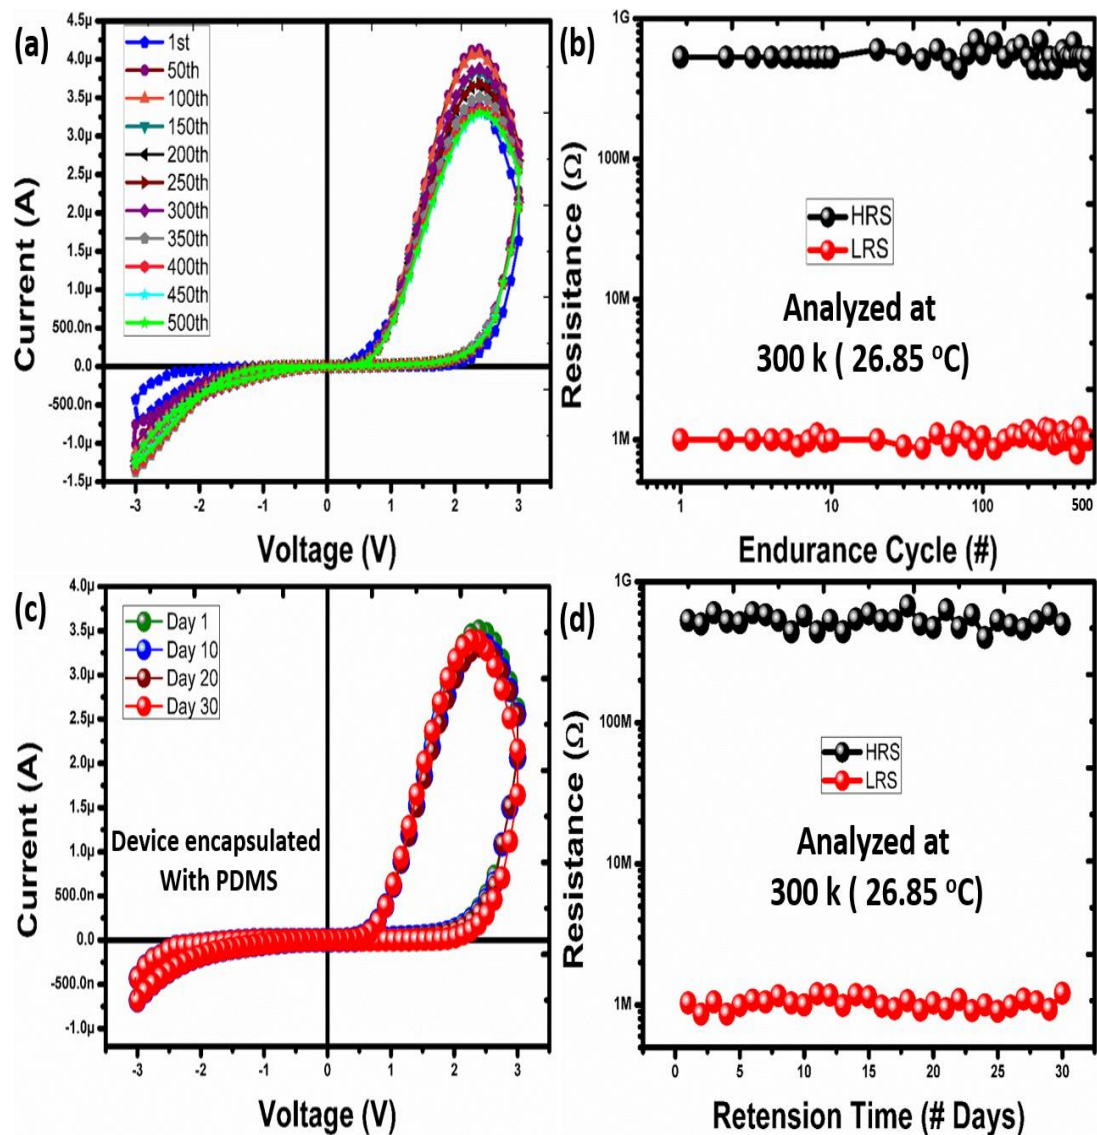 (a)
4.5µ
4.0µ
3.5µ
3.0µ
2.5µ
2.0µ
1.5µ
1.0µ
500.0n
0.0
-500.0n
-1.0µ
-1.5µ
Current (A)
1st
50th
100th
150th
200th
250th
300th
350th
400th
450th
500th
-3 -2 -1 0 1 2 3
Voltage (V)
(b)
1G
100M
10M
1M
Resisitance (Ω)
HRS
LRS
Analyzed at
300 k ( 26.85 ºC)
1 10 100 500
Endurance Cycle (#)
(c)
4.0µ
3.5µ
3.0µ
2.5µ
2.0µ
1.5µ
1.0µ
500.0n
0.0
-500.0n
-1.0µ
Current (A)
Day 1
Day 10
Day 20
Day 30
Device encapsulated
With PDMS
-3 -2 -1 0 1 2 3
Voltage (V)
(d)
1G
100M
10M
1M
Resistance (Ω)
HRS
LRS
Analyzed at
300 k ( 26.85 ºC)
0 5 10 15 20 25 30
Retension Time (# Days)